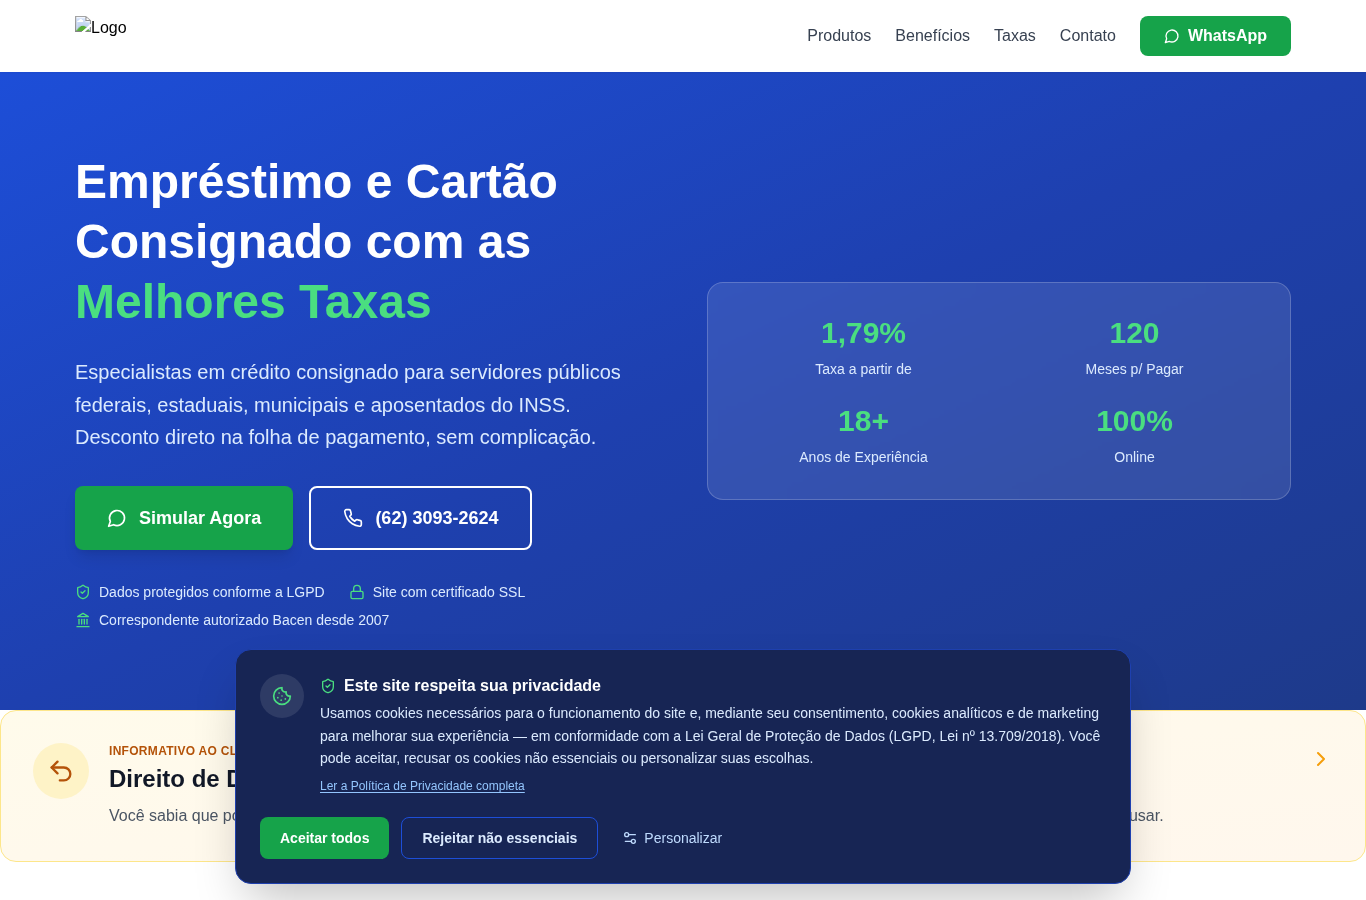 Logo
Produtos
Benefícios
Taxas
Contato
WhatsApp
Empréstimo e Cartão
Consignado com as
Melhores Taxas
Especialistas em crédito consignado para servidores públicos
federais, estaduais, municipais e aposentados do INSS.
Desconto direto na folha de pagamento, sem complicação.
Simular Agora
(62) 3093-2624
Dados protegidos conforme a LGPD
Site com certificado SSL
Correspondente autorizado Bacen desde 2007
1,79%
Taxa a partir de
120
Meses p/ Pagar
18+
Anos de Experiência
100%
Online
Este site respeita sua privacidade
Usamos cookies necessários para o funcionamento do site e, mediante seu consentimento, cookies analíticos e de marketing
para melhorar sua experiência — em conformidade com a Lei Geral de Proteção de Dados (LGPD, Lei nº 13.709/2018). Você
pode aceitar, recusar os cookies não essenciais ou personalizar suas escolhas.
Ler a Política de Privacidade completa
Aceitar todos
Rejeitar não essenciais
Personalizar
INFORMATIVO AO
Direito de
Você sabia que
usar.